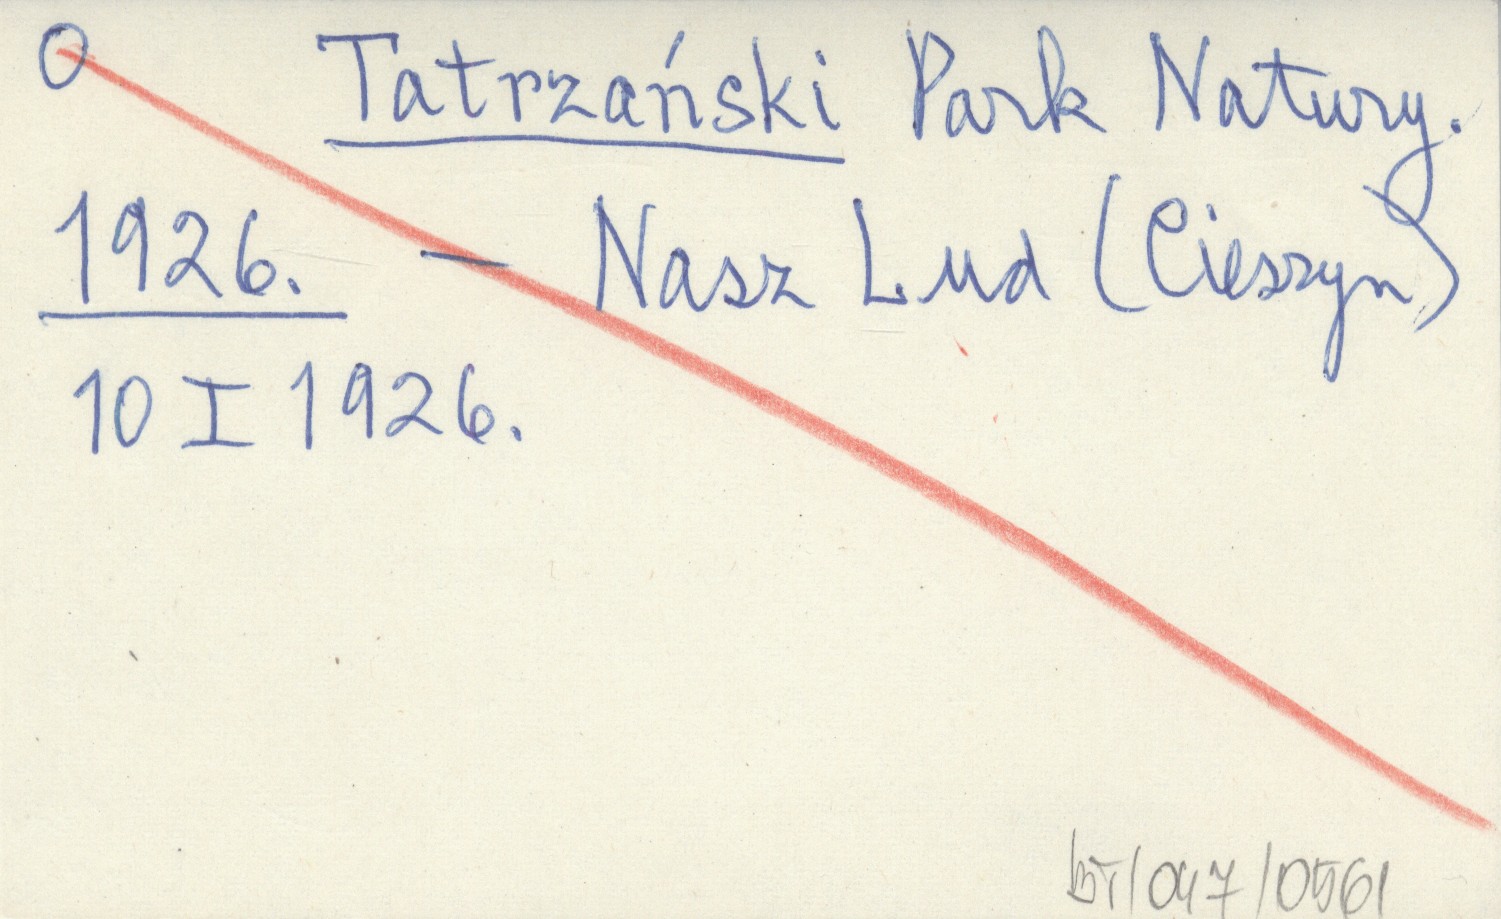 O Tatrzański Park Natury.
1926. — Nasz Lud (Cieszyn)
10 I 1926.
bt/047/0561